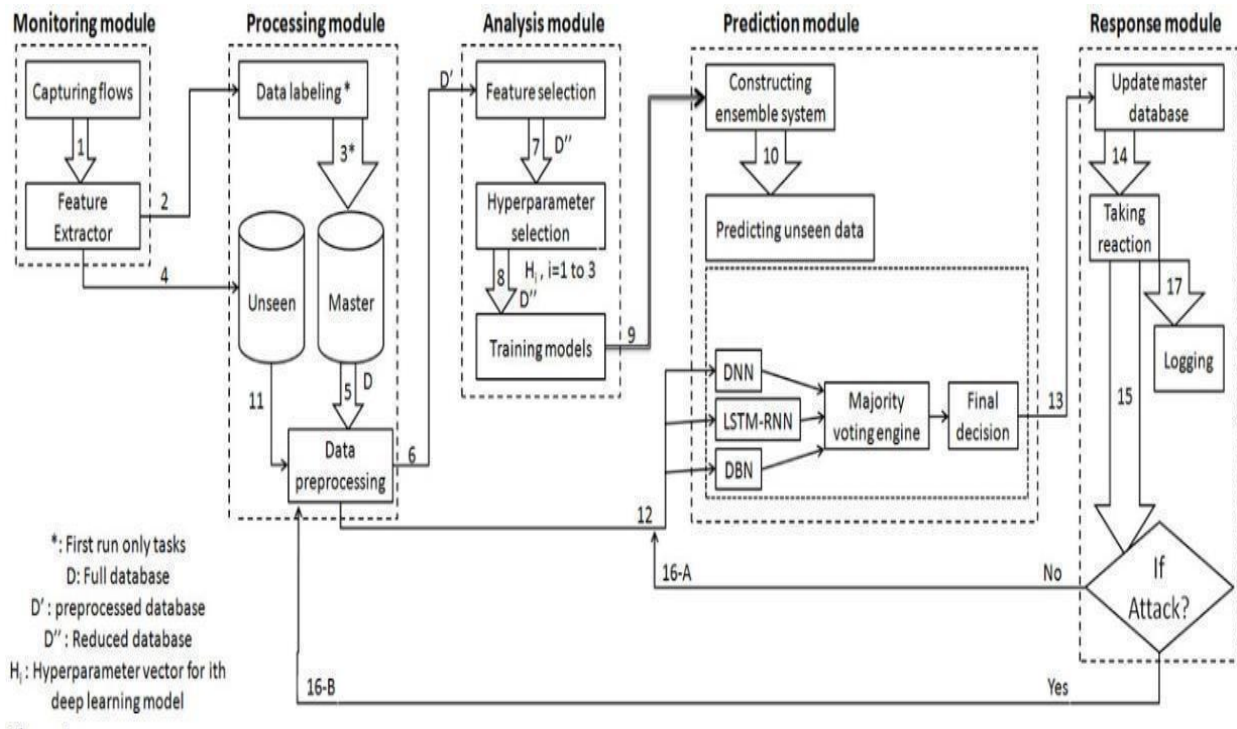 Monitoring module
Processing module
Analysis module
Prediction module
Response module
Capturing flows
1
Feature
Extractor
2
4
Data labeling*
3*
Unseen
Master
11
5
D
Data
preprocessing
6
D'
Feature selection
7
D''
Hyperparameter
selection
8
Hi , i=1 to 3
D''
Training models
9
Constructing
ensemble system
10
Predicting unseen data
12
DNN
LSTM-RNN
DBN
Majority
voting engine
Final
decision
13
Update master
database
14
Taking
reaction
17
Logging
15
If
Attack?
No
16-A
Yes
16-B
*: First run only tasks
D: Full database
D' : preprocessed database
D'' : Reduced database
Hi : Hyperparameter vector for ith
deep learning model